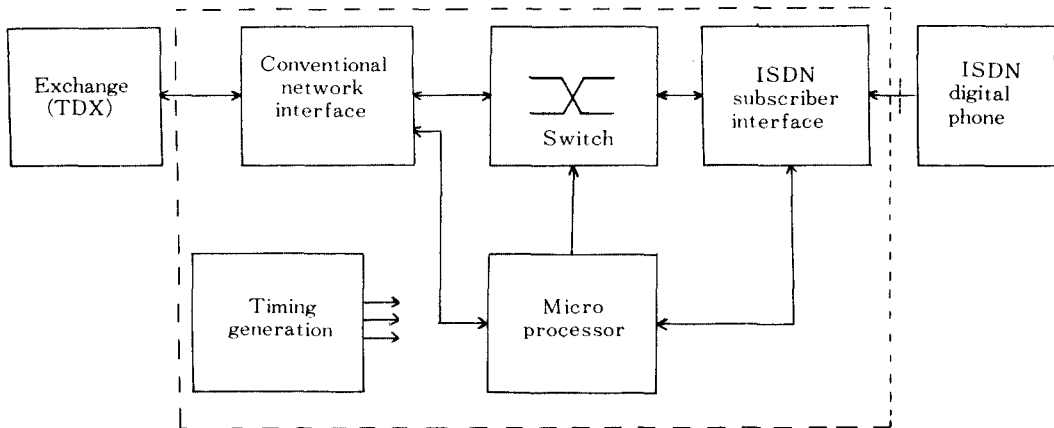 Exchange
(TDX)
Conventional
network
interface
Switch
ISDN
subscriber
interface
ISDN
digital
phone
Timing
generation
Micro
processor